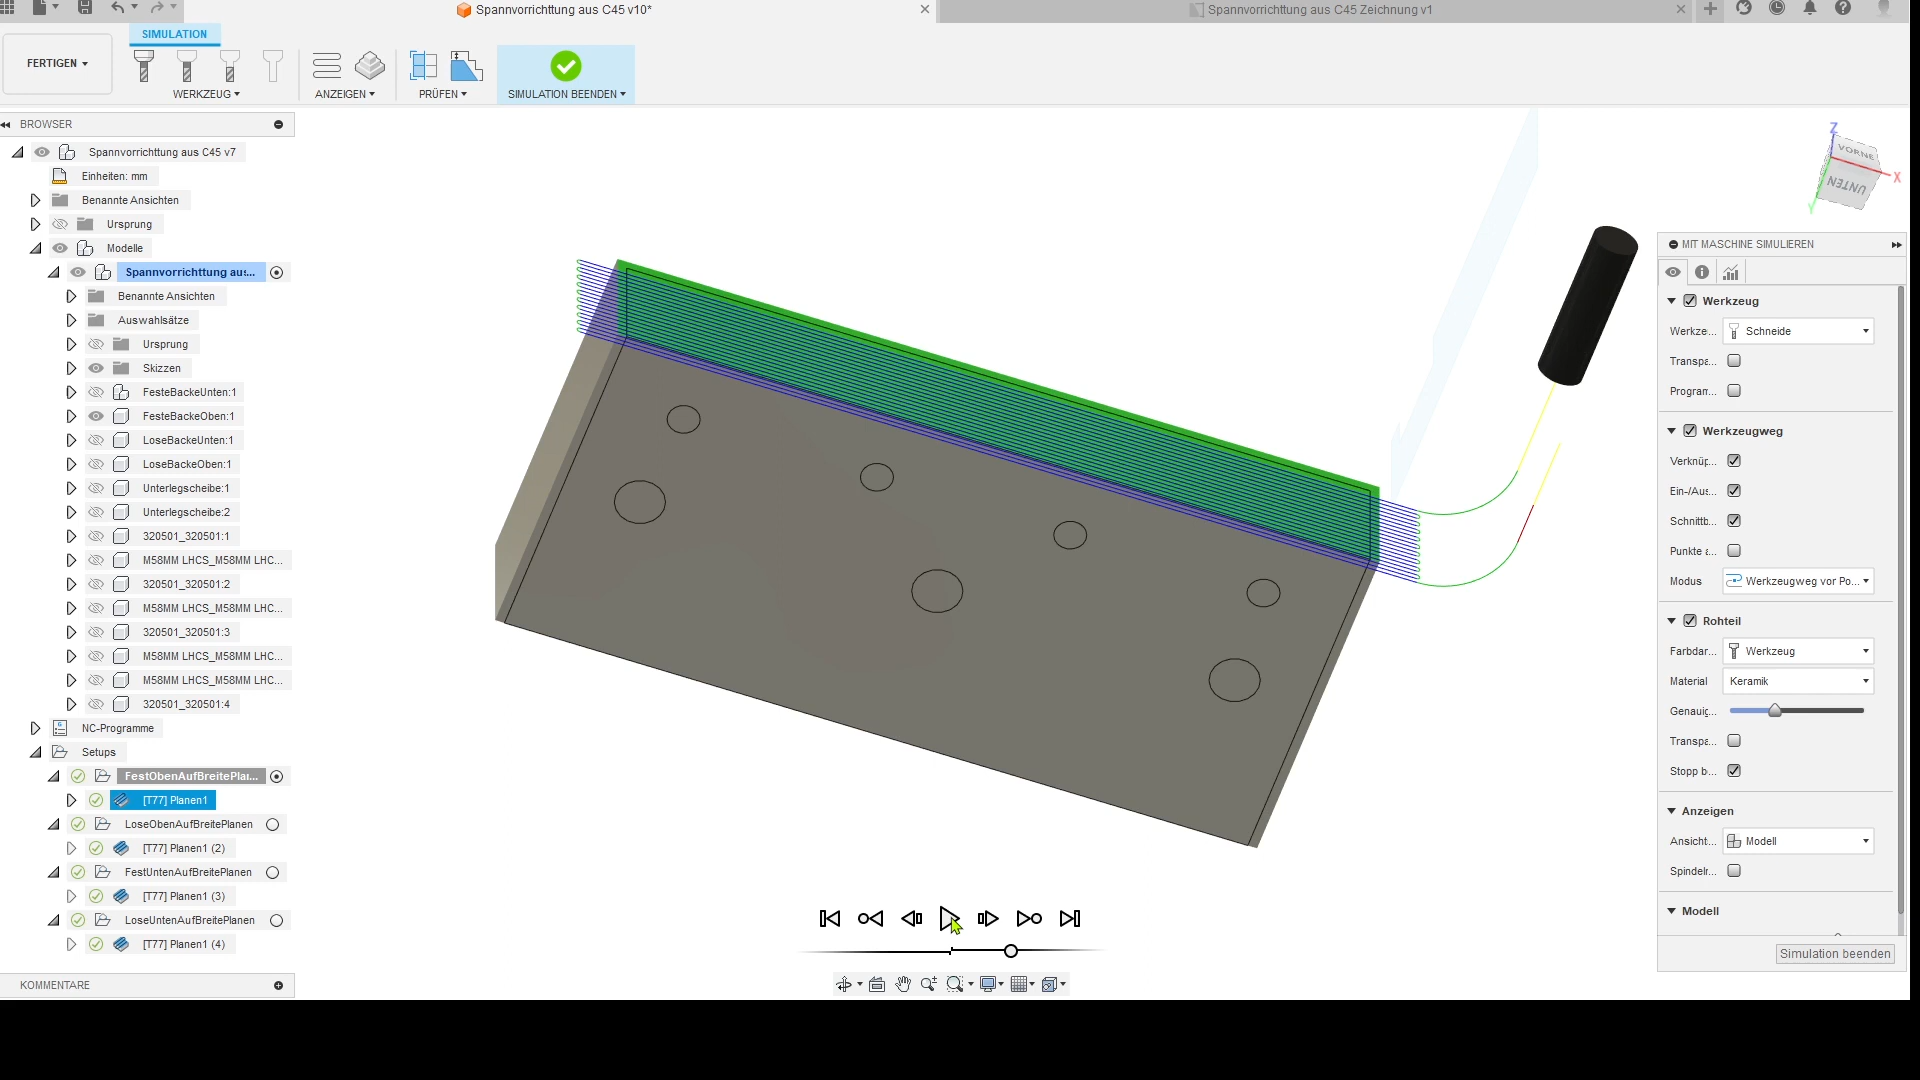 Spannvorrichttung aus C45 v10*
Spannvorrichttung aus C45 Zeichnung v1
FERTIGEN
SIMULATION
WERKZEUG
ANZEIGEN
PRÜFEN
SIMULATION BEENDEN
BROWSER
Spannvorrichttung aus C45 v7
Einheiten: mm
Benannte Ansichten
Ursprung
Modelle
Spannvorrichttung aus...
Benannte Ansichten
Auswahlsätze
Ursprung
Skizzen
FesteBackeUnten:1
FesteBackeOben:1
LoseBackeUnten:1
LoseBackeOben:1
Unterlegscheibe:1
Unterlegscheibe:2
320501_320501:1
M58MM LHCS_M58MM LHC...
320501_320501:2
M58MM LHCS_M58MM LHC...
320501_320501:3
M58MM LHCS_M58MM LHC...
M58MM LHCS_M58MM LHC...
320501_320501:4
NC-Programme
Setups
FestObenAufBreitePlan...
[T77] Planen1
LoseObenAufBreitePlanen
[T77] Planen1 (2)
FestUntenAufBreitePlanen
[T77] Planen1 (3)
LoseUntenAufBreitePlanen
[T77] Planen1 (4)
KOMMENTARE
Z
VORNE
UNTEN
X
Y
MIT MASCHINE SIMULIEREN
Werkzeug
Werkze... Schneide
Transpa...
Program...
Werkzeugweg
Verknüp...
Ein-/Aus...
Schnittb...
Punkte a...
Modus Werkzeugweg vor Po...
Rohteil
Farbdar... Werkzeug
Material Keramik
Genauig...
Transpa...
Stopp b...
Anzeigen
Ansicht:... Modell
Spindelr...
Modell
Simulation beenden